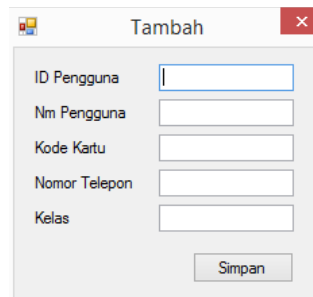 Tambah
ID Pengguna
Nm Pengguna
Kode Kartu
Nomor Telepon
Kelas
Simpan